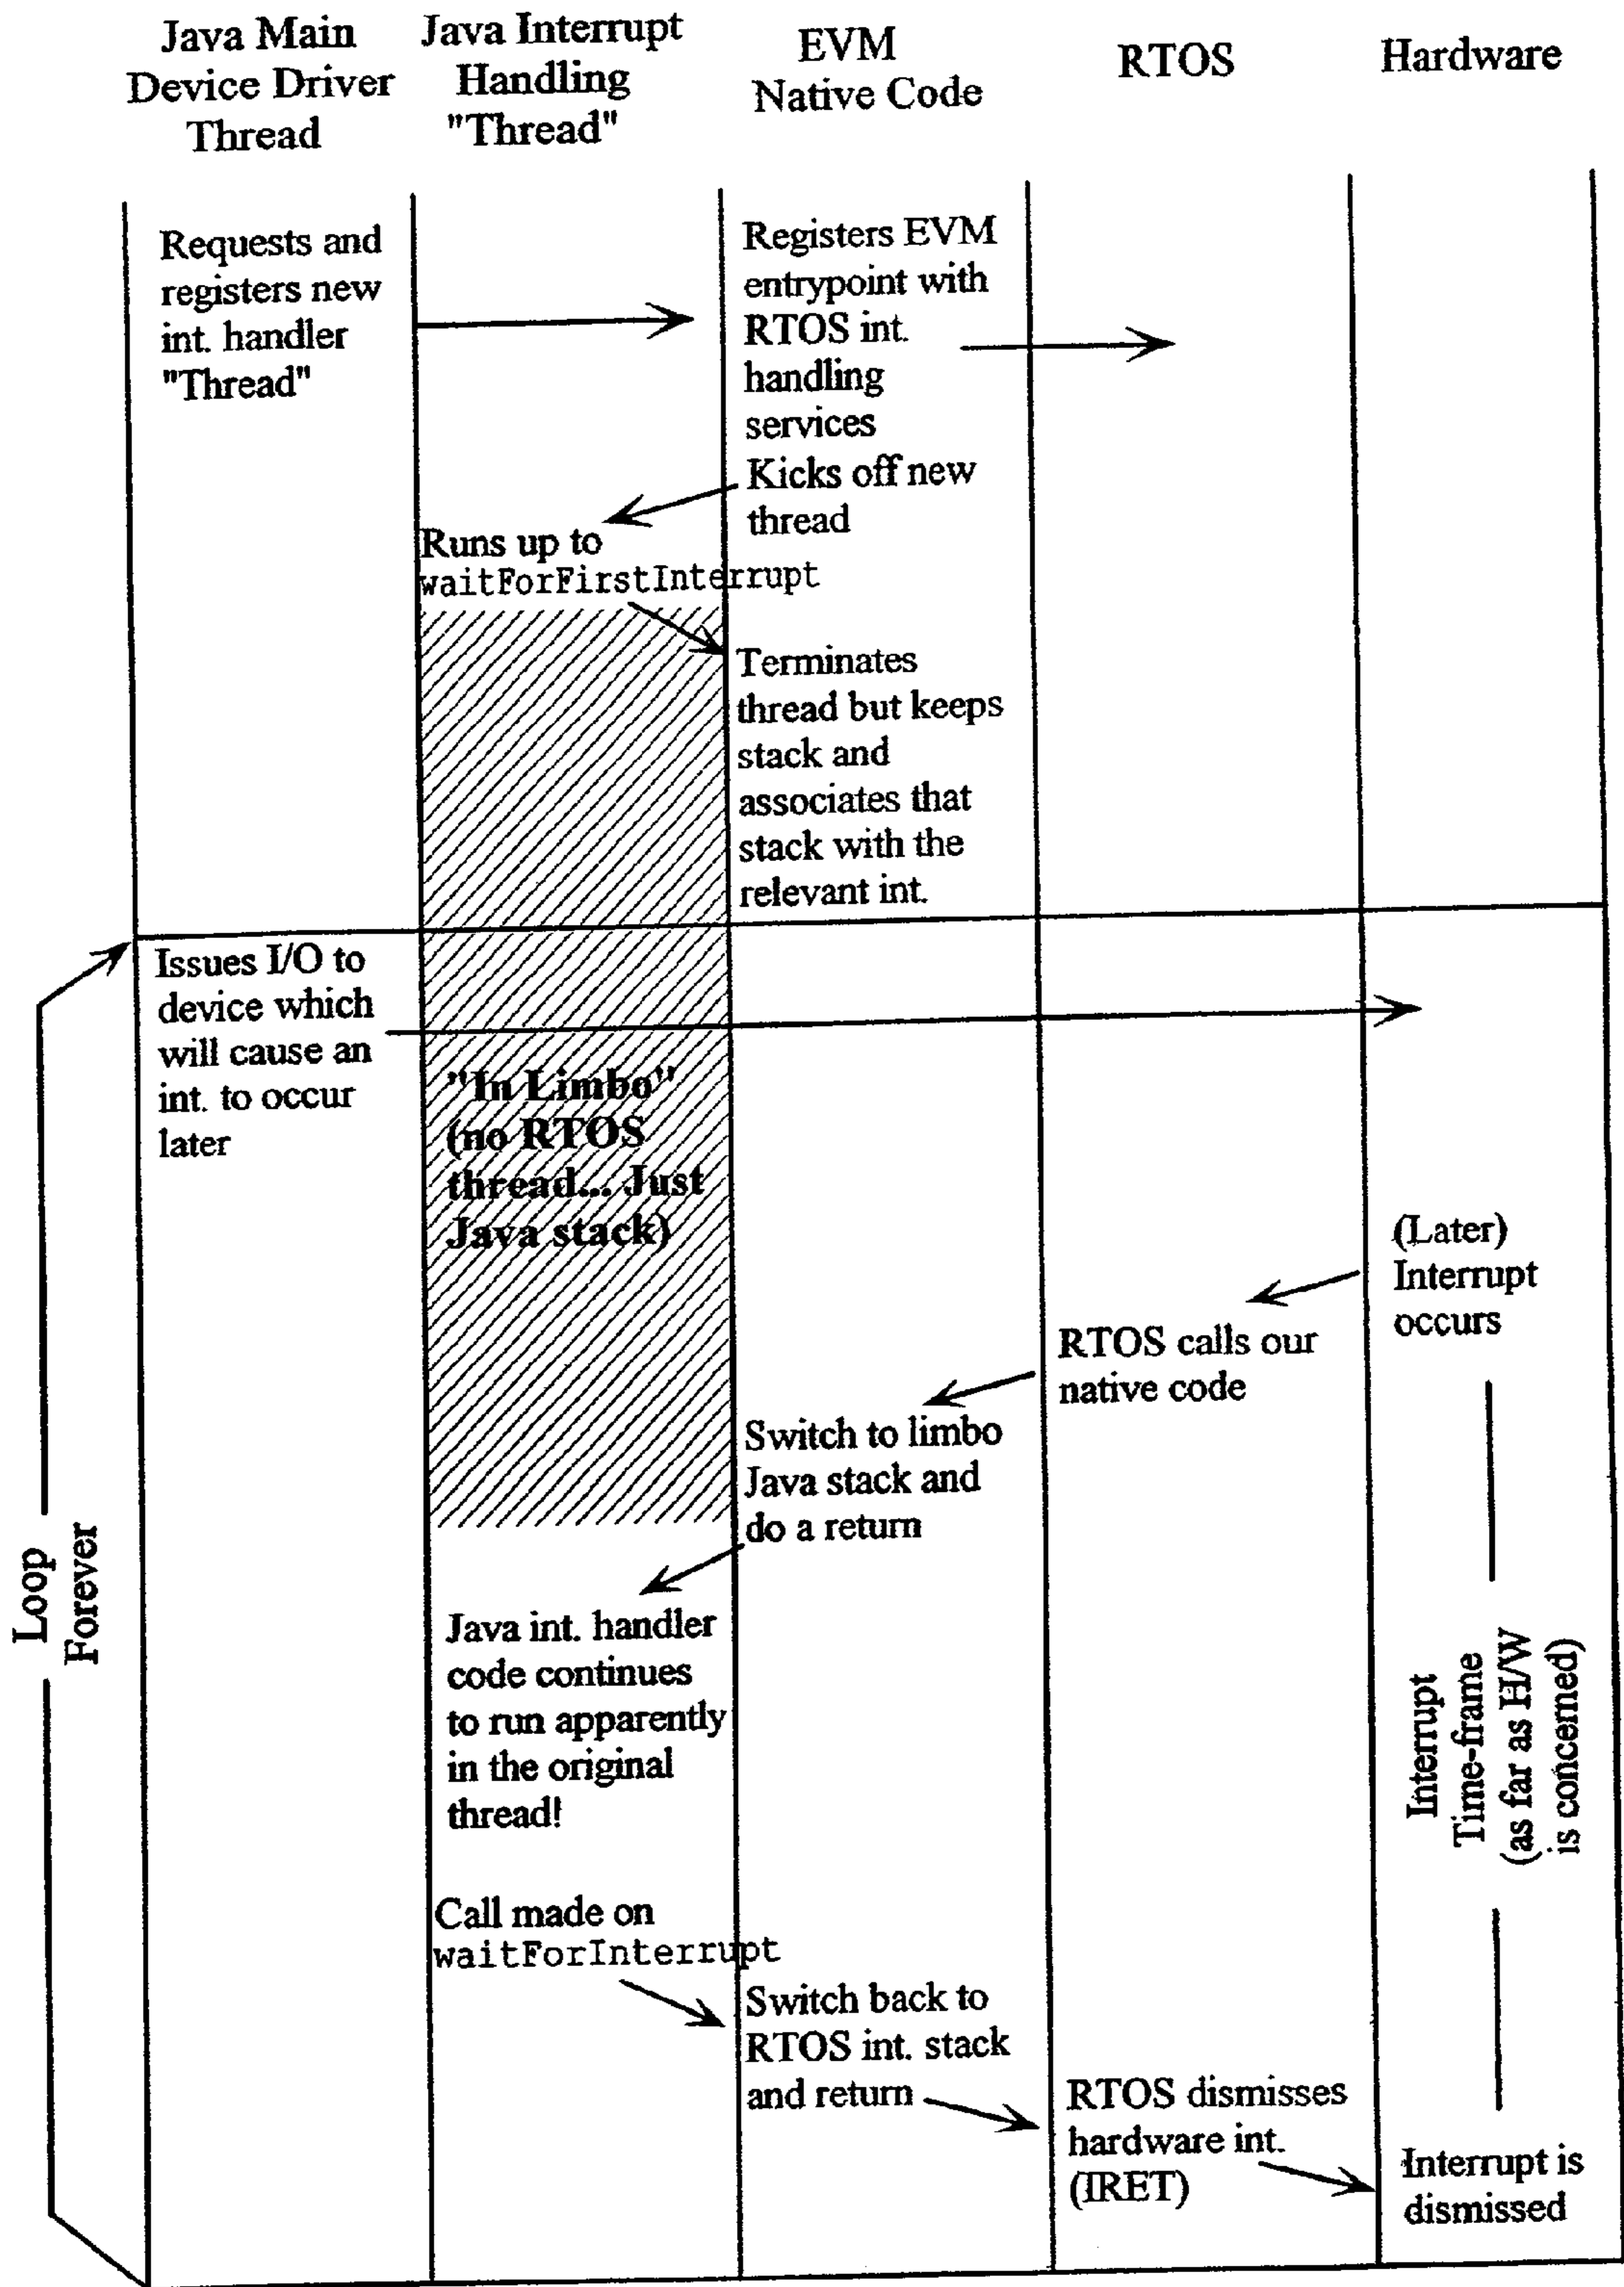 Java Main
Device Driver
Thread
Java Interrupt
Handling
"Thread"
EVM
Native Code
RTOS
Hardware
Requests and
registers new
int. handler
"Thread"
Registers EVM
entrypoint with
RTOS int.
handling
services
Kicks off new
thread
Runs up to
waitForFirstInterrupt
Terminates
thread but keeps
stack and
associates that
stack with the
relevant int.
Issues I/O to
device which
will cause an
int. to occur
later
"In Limbo"
(no RTOS
thread... Just
Java stack)
(Later)
Interrupt
occurs
RTOS calls our
native code
Switch to limbo
Java stack and
do a return
Java int. handler
code continues
to run apparently
in the original
thread!
Call made on
waitForInterrupt
Switch back to
RTOS int. stack
and return
RTOS dismisses
hardware int.
(IRET)
Interrupt is
dismissed
Loop
Forever
Interrupt
Time-frame
(as far as H/W
is concerned)